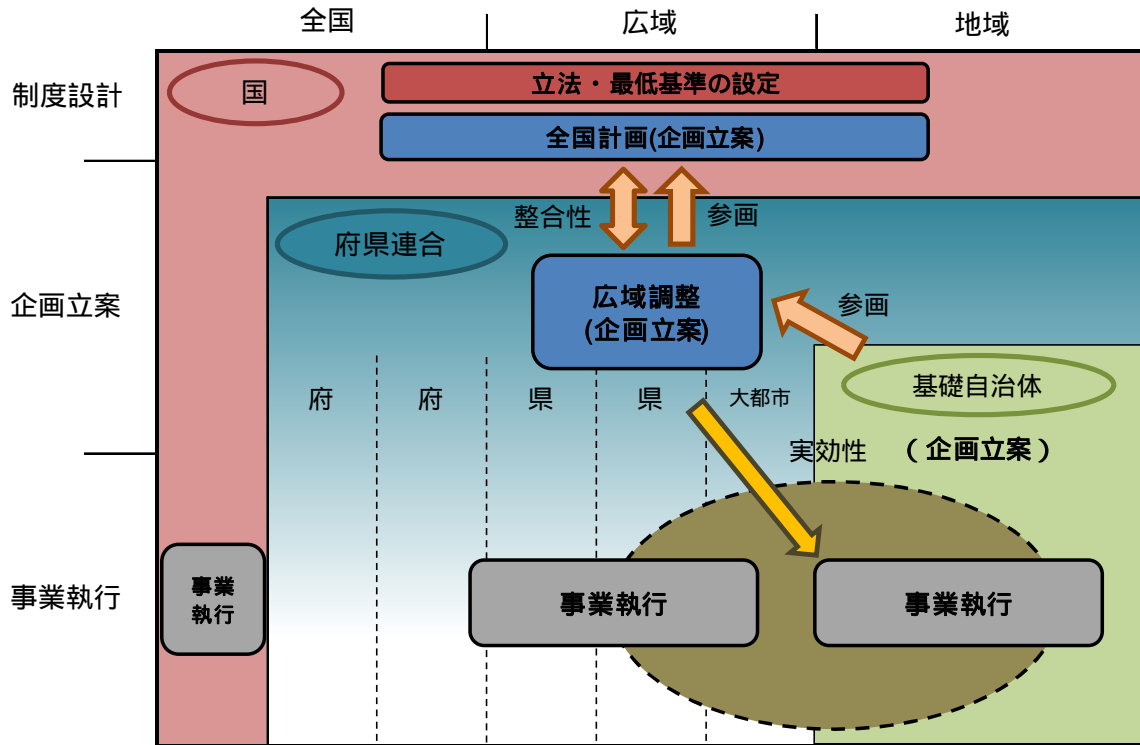 全国
広域
地域
制度設計
国
立法・最低基準の設定
全国計画(企画立案)
整合性
参画
府県連合
企画立案
広域調整
(企画立案)
参画
府
府
県
県
大都市
基礎自治体
実効性
(企画立案)
事業執行
事業
執行
事業執行
事業執行